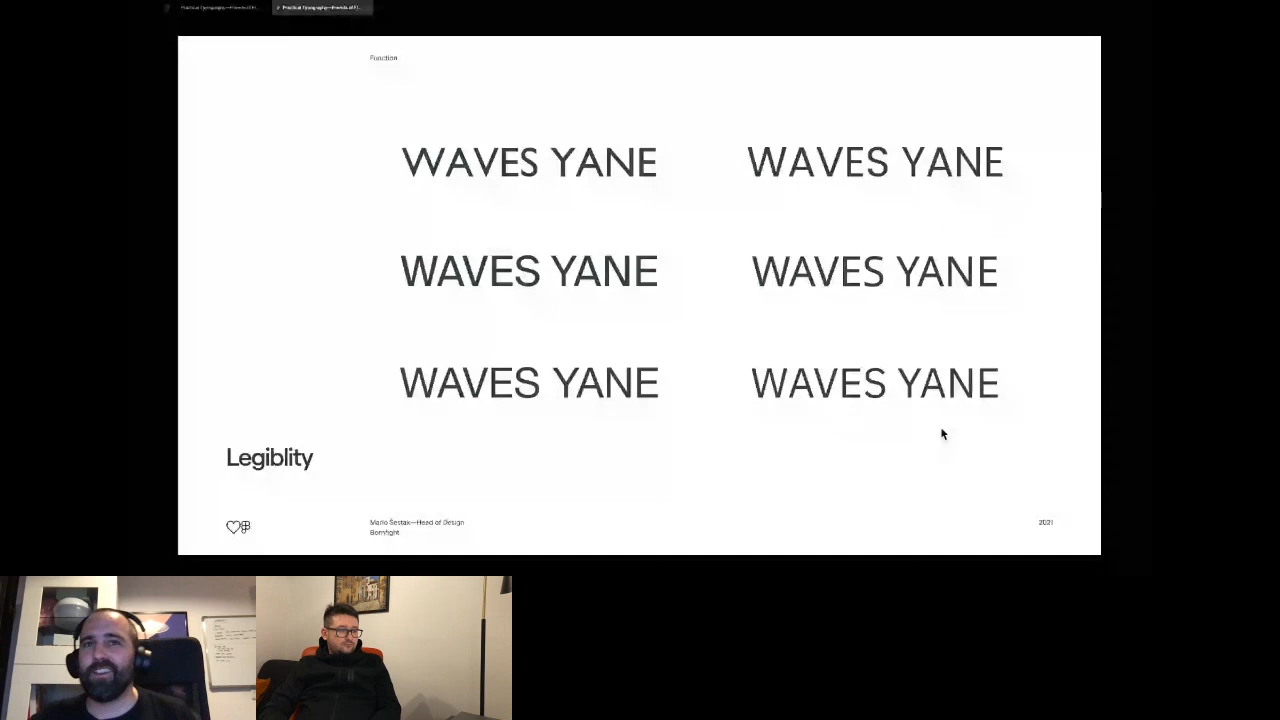 Function
WAVES YANE WAVES YANE
WAVES YANE WAVES YANE
WAVES YANE WAVES YANE
Legiblity
Mario Šestak—Head of Design
Bornfight
2021